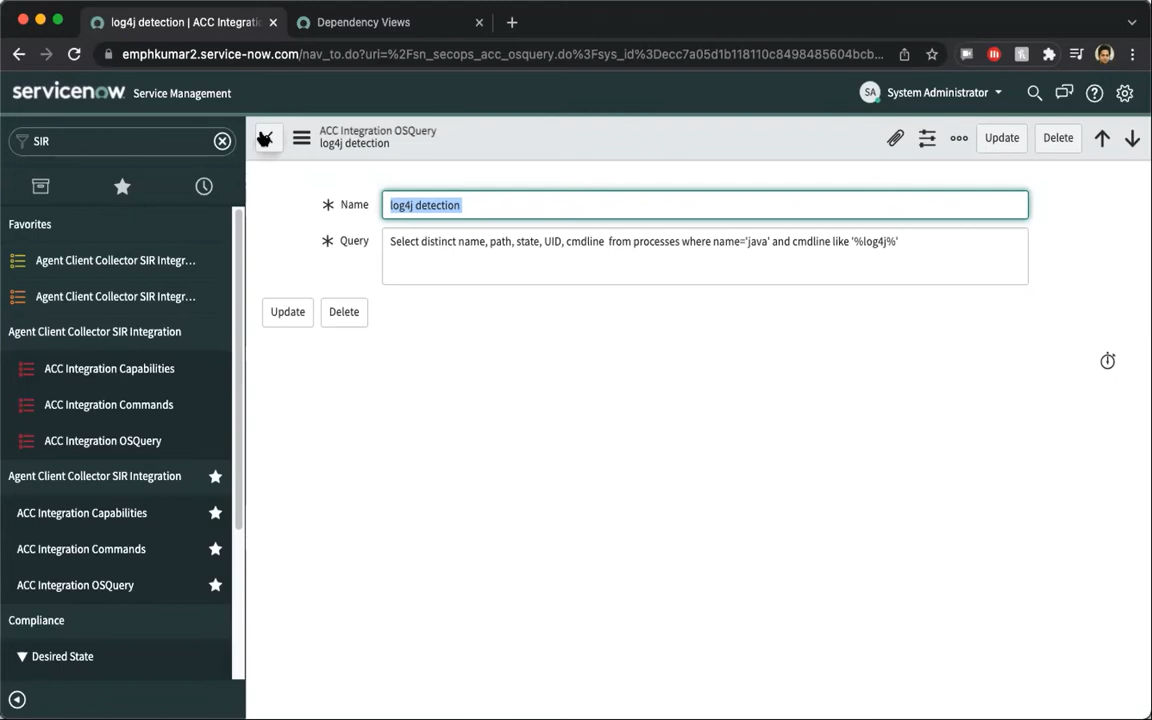 log4j detection | ACC Integratio
Dependency Views
emphkumar2.service-now.com/nav_to.do?uri=%2Fsn_secops_acc_osquery.do%3Fsys_id%3Decc7a05d1b118110c8498485604bcb...
servicenow Service Management
SA System Administrator
SIR
ACC Integration OSQuery
log4j detection
Update
Delete
Name
log4j detection
Query
Select distinct name, path, state, UID, cmdline from processes where name='java' and cmdline like '%log4j%'
Update
Delete
Favorites
Agent Client Collector SIR Integr...
Agent Client Collector SIR Integr...
Agent Client Collector SIR Integration
ACC Integration Capabilities
ACC Integration Commands
ACC Integration OSQuery
Agent Client Collector SIR Integration
ACC Integration Capabilities
ACC Integration Commands
ACC Integration OSQuery
Compliance
Desired State